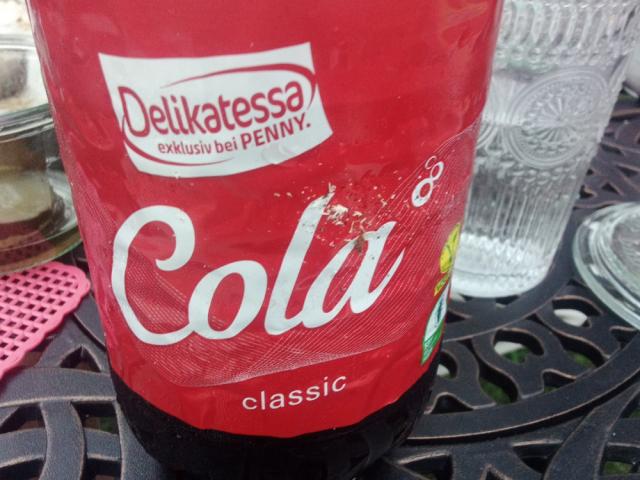 Delikatessa
exklusiv bei PENNY.
Cola
classic